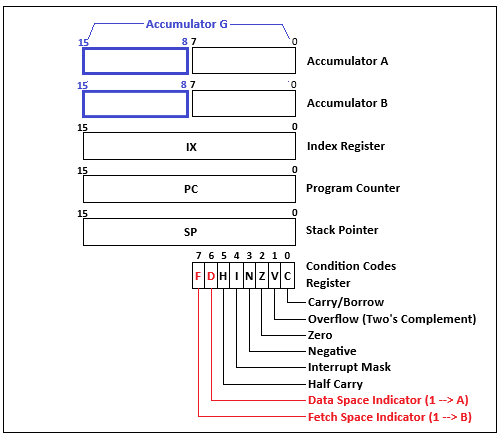 Accumulator G
15 8 7 0
Accumulator A
15 8 7 0
Accumulator B
15 0
IX Index Register
15 0
PC Program Counter
15 0
SP Stack Pointer
7 6 5 4 3 2 1 0
F D H I N Z V C
Condition Codes
Register
Carry/Borrow
Overflow (Two's Complement)
Zero
Negative
Interrupt Mask
Half Carry
Data Space Indicator (1 --> A)
Fetch Space Indicator (1 --> B)